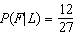 P(F|L) = 12/27